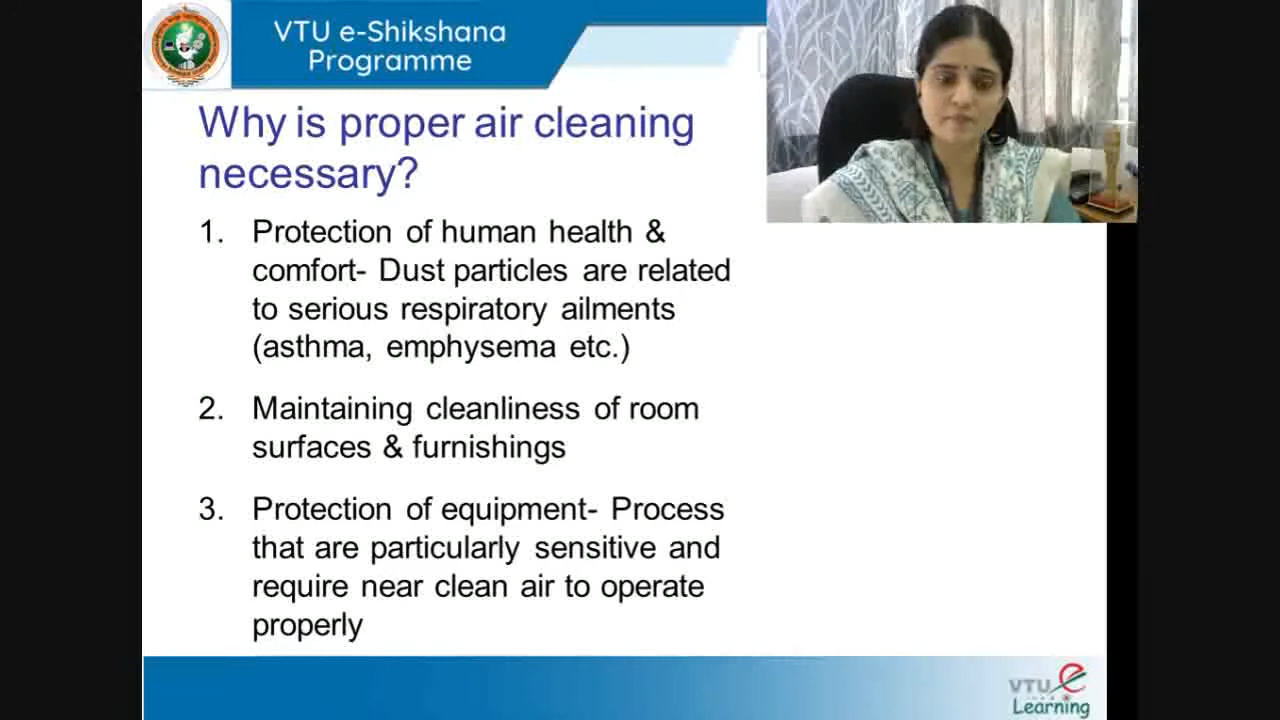 VTU e-Shikshana
Programme
Why is proper air cleaning
necessary?
1. Protection of human health &
comfort- Dust particles are related
to serious respiratory ailments
(asthma, emphysema etc.)
2. Maintaining cleanliness of room
surfaces & furnishings
3. Protection of equipment- Process
that are particularly sensitive and
require near clean air to operate
properly
VTU e
Learning